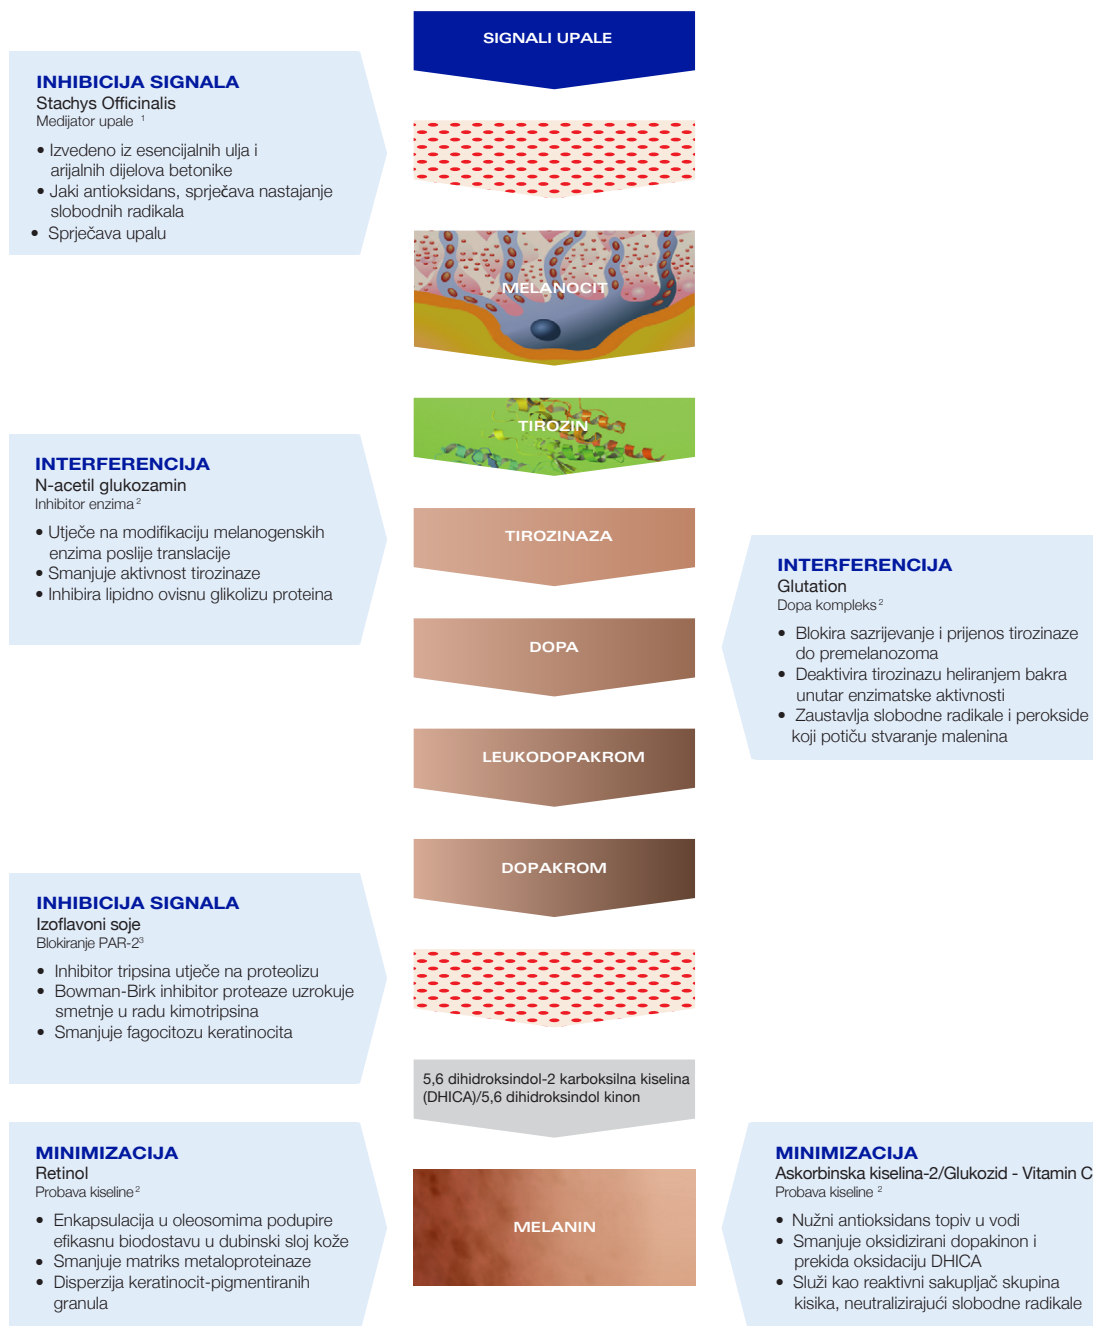 SIGNALI UPALE
INHIBICIJA SIGNALA
Stachys Officinalis
Medijator upale ¹
• Izvedeno iz esencijalnih ulja i
arijalnih dijelova betonike
• Jaki antioksidans, sprječava nastajanje
slobodnih radikala
• Sprječava upalu
MELANOCIT
TIROZIN
INTERFERENCIJA
N-acetil glukozamin
Inhibitor enzima ²
• Utječe na modifikaciju melanogenskih
enzima poslije translacije
• Smanjuje aktivnost tirozinaze
• Inhibira lipidno ovisnu glikolizu proteina
TIROZINAZA
INTERFERENCIJA
Glutation
Dopa kompleks ²
• Blokira sazrijevanje i prijenos tirozinaze
do premelanozoma
• Deaktivira tirozinazu heliranjem bakra
unutar enzimatske aktivnosti
• Zaustavlja slobodne radikale i perokside
koji potiču stvaranje malenina
DOPA
LEUKODOPAKROM
DOPAKROM
INHIBICIJA SIGNALA
Izoflavoni soje
Blokiranje PAR-2³
• Inhibitor tripsina utječe na proteolizu
• Bowman-Birk inhibitor proteaze uzrokuje
smetnje u radu kimotripsina
• Smanjuje fagocitozu keratinocita
5,6 dihidroksindol-2 karboksilna kiselina
(DHICA)/5,6 dihidroksindol kinon
MINIMIZACIJA
Retinol
Probava kiseline ²
• Enkapsulacija u oleosomima podupire
efikasnu biodostavu u dubinski sloj kože
• Smanjuje matriks metaloproteinaze
• Disperzija keratinocit-pigmentiranih
granula
MELANIN
MINIMIZACIJA
Askorbinska kiselina-2/Glukozid - Vitamin C
Probava kiseline ²
• Nužni antioksidans topiv u vodi
• Smanjuje oksidizirani dopakinon i
prekida oksidaciju DHICA
• Služi kao reaktivni sakupljač skupina
kisika, neutralizirajući slobodne radikale